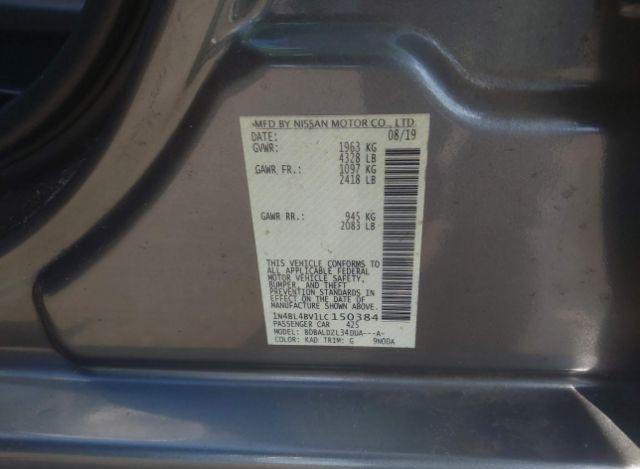 MFD BY NISSAN MOTOR CO., LTD.
DATE: 08/19
GVWR: 1963 KG
4328 LB
GAWR FR.: 1097 KG
2418 LB
GAWR RR.: 945 KG
2083 LB
THIS VEHICLE CONFORMS TO
ALL APPLICABLE FEDERAL
MOTOR VEHICLE SAFETY,
BUMPER, AND THEFT
PREVENTION STANDARDS IN
EFFECT ON THE DATE OF
MANUFACTURE SHOWN ABOVE.
1N4BL4BV1LC150384
PASSENGER CAR 425
MODEL: BDBALDZL34DUA---A-
COLOR: KAD TRIM: G 9N00A